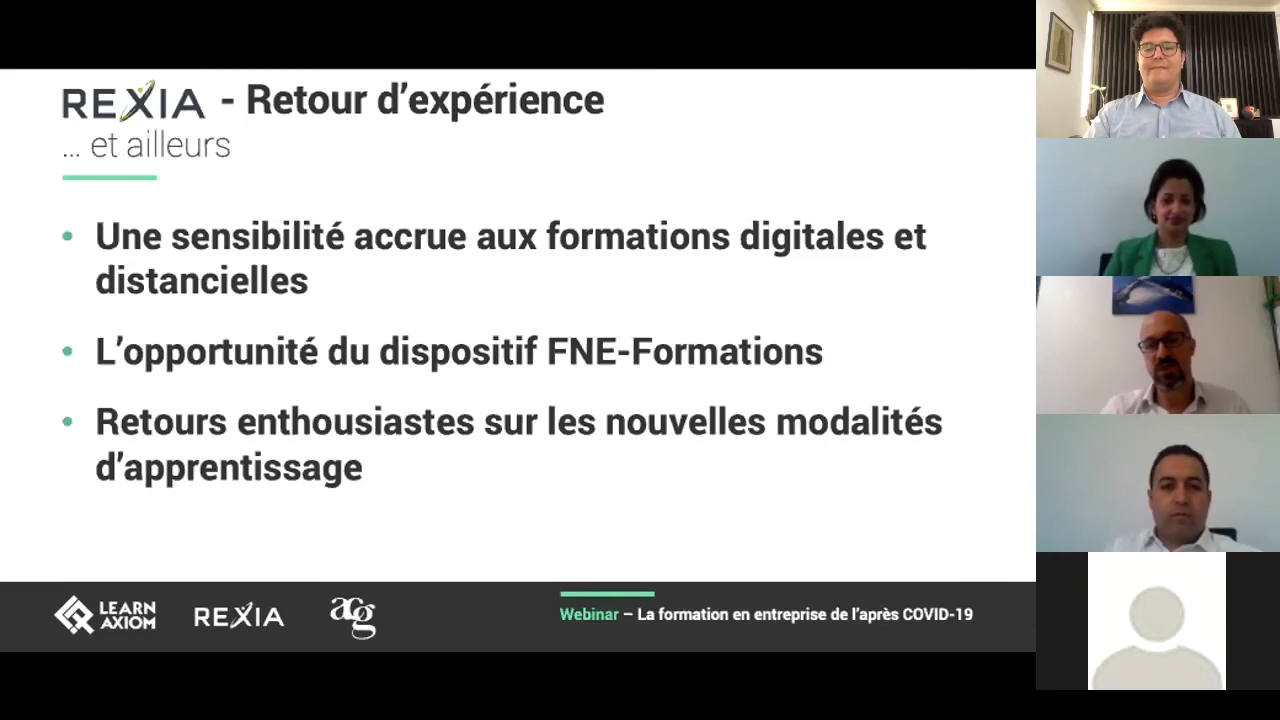 REXIA - Retour d’expérience
... et ailleurs
• Une sensibilité accrue aux formations digitales et
distancielles
• L’opportunité du dispositif FNE-Formations
• Retours enthousiastes sur les nouvelles modalités
d’apprentissage
LEARN
AXIOM
REXIA
acg
Webinar – La formation en entreprise de l’après COVID-19